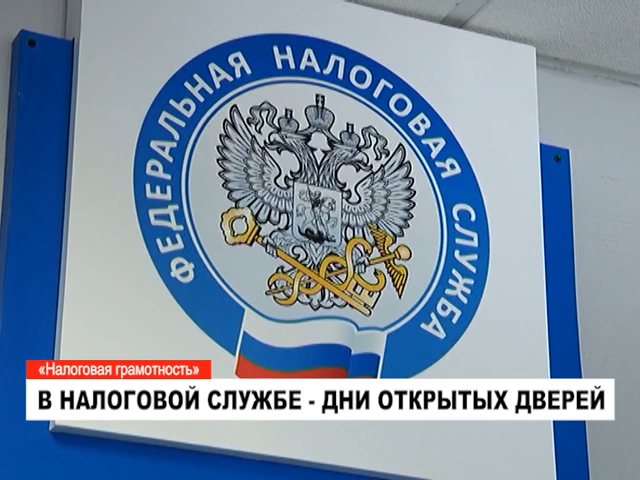 ФЕДЕРАЛЬНАЯ НАЛОГОВАЯ СЛУЖБА
«Налоговая грамотность»
В НАЛОГОВОЙ СЛУЖБЕ - ДНИ ОТКРЫТЫХ ДВЕРЕЙ